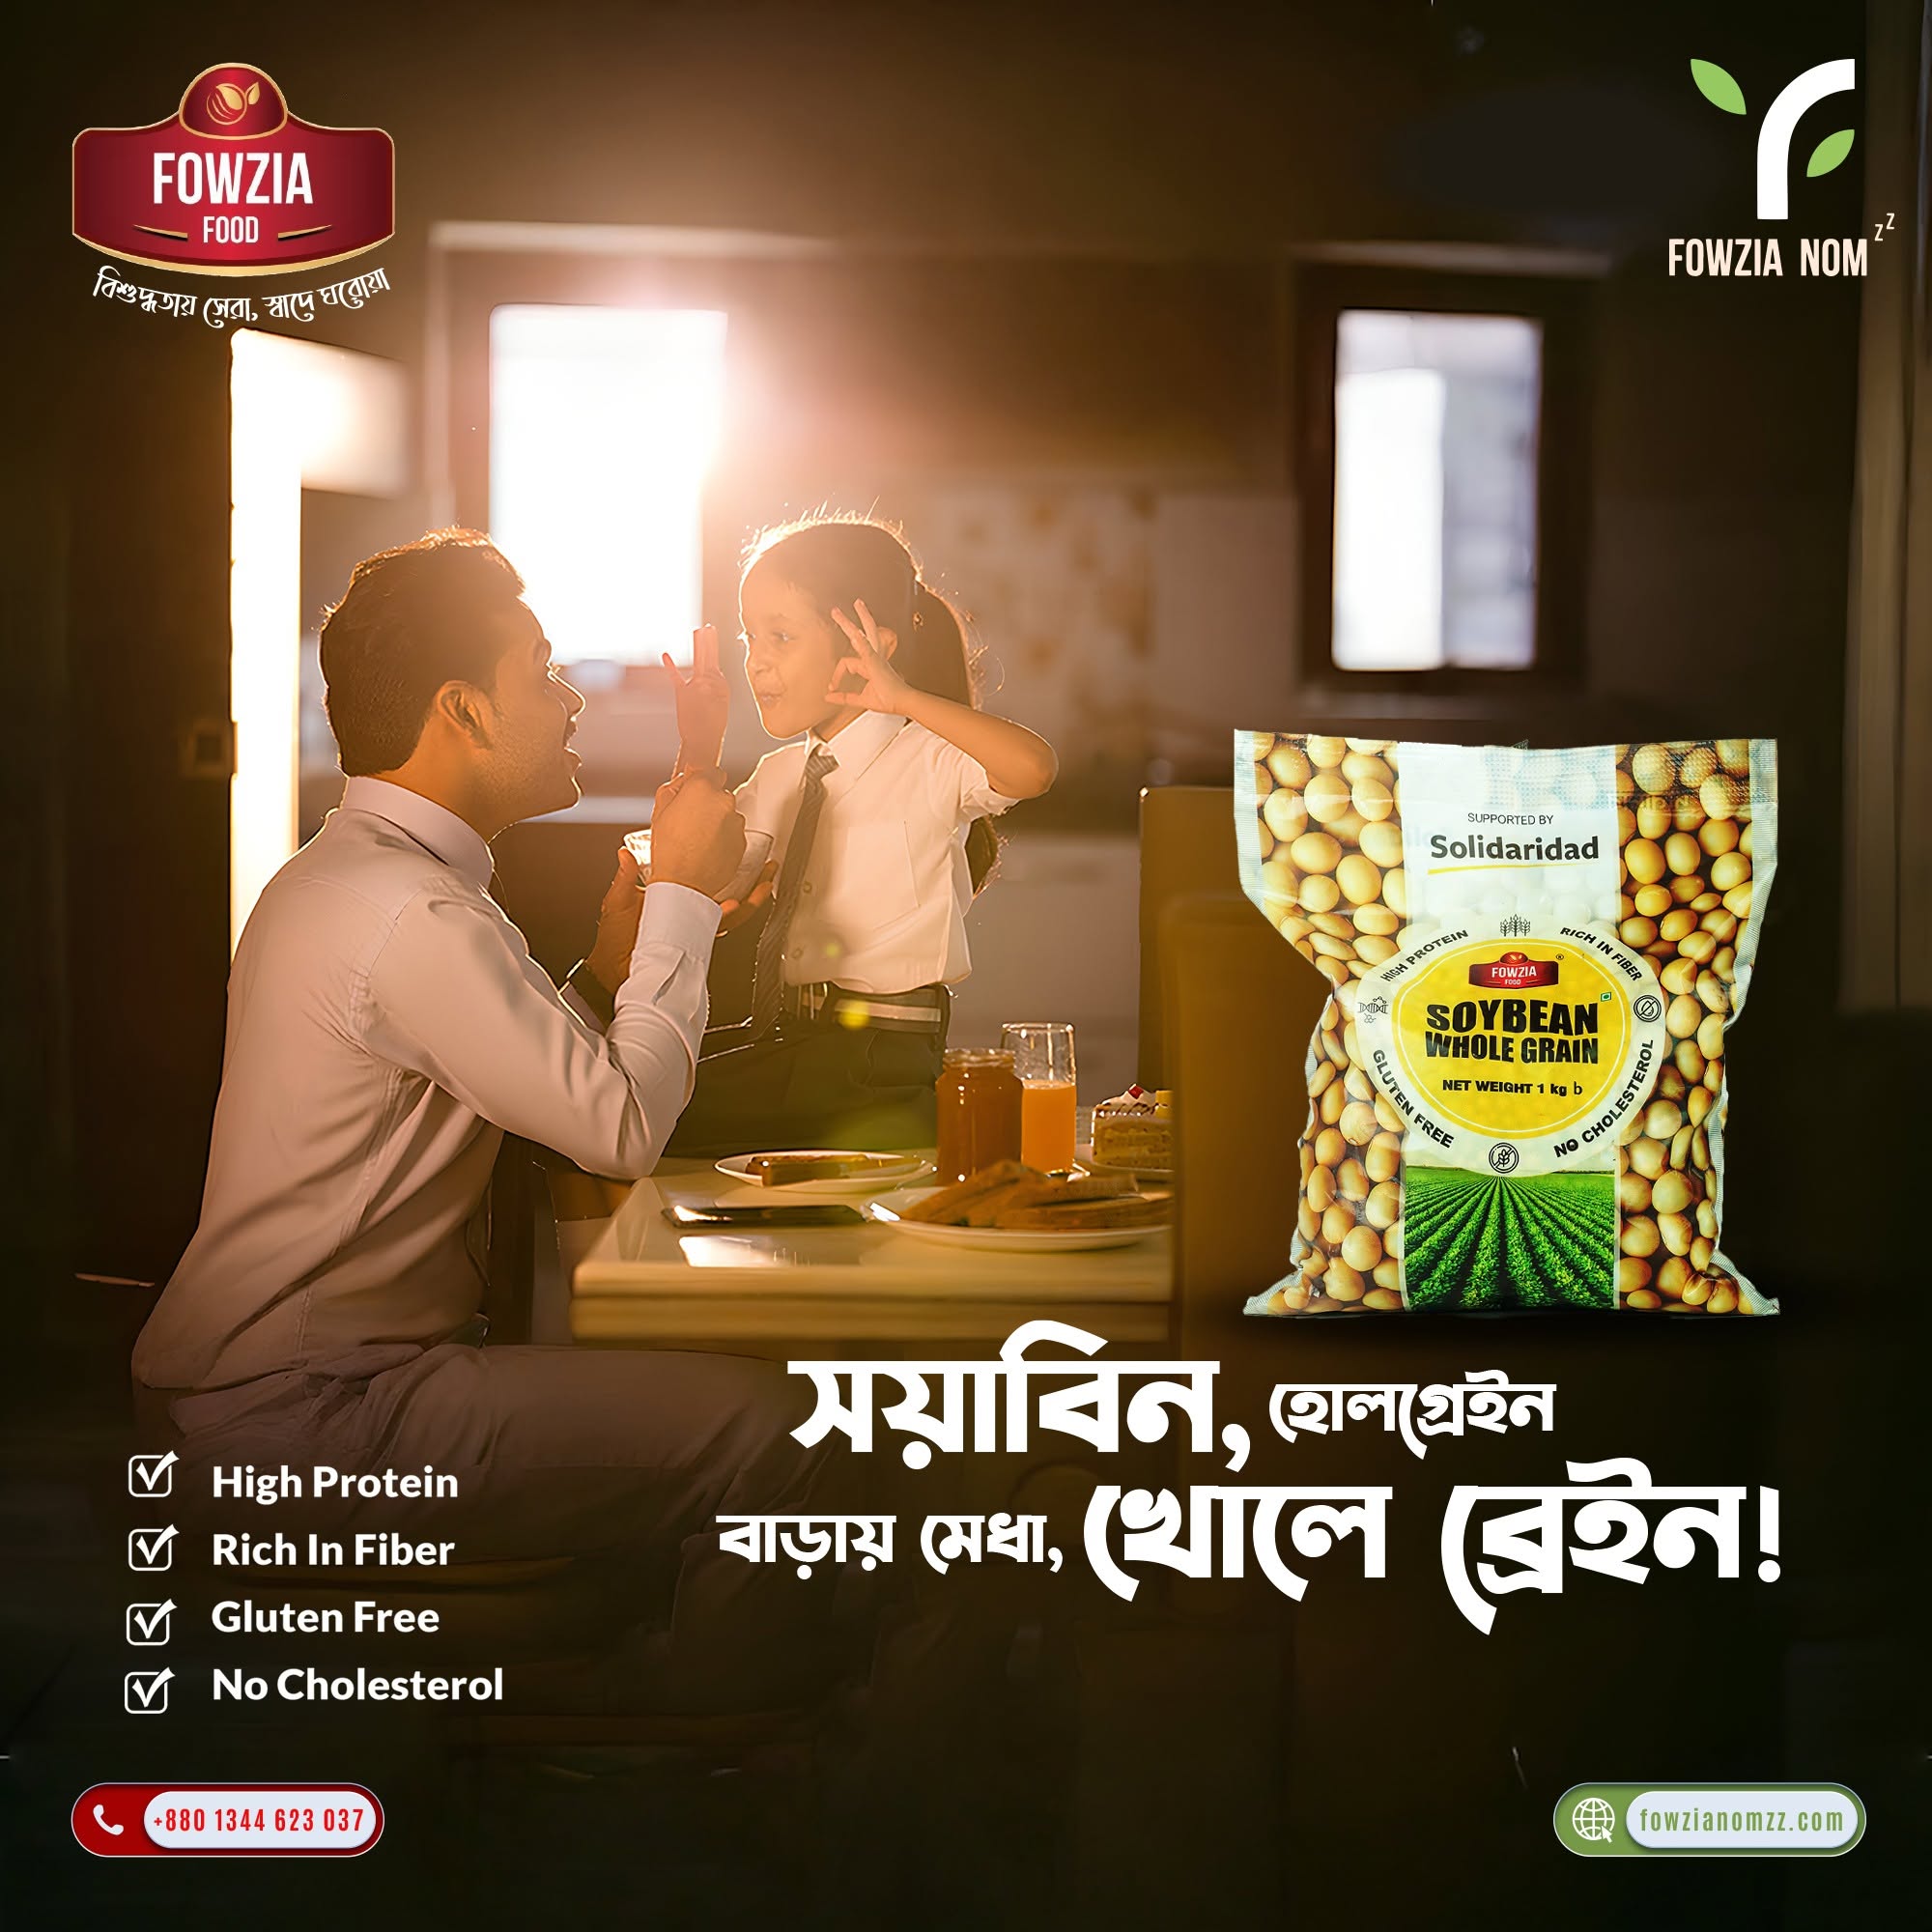 FOWZIA
FOOD
বিশুদ্ধতায় সেরা, স্বাদে ঘরোয়া
FOWZIA NOM zz
SUPPORTED BY
Solidaridad
HIGH PROTEIN
RICH IN FIBER
FOWZIA
FOOD
®
SOYBEAN
WHOLE GRAIN
NET WEIGHT 1 kg b
GLUTEN FREE
NO CHOLESTEROL
সয়াবিন, হোলগ্রেইন
বাড়ায় মেধা, খোলে ব্রেইন!
High Protein
Rich In Fiber
Gluten Free
No Cholesterol
+880 1344 623 037
fowzianomzz.com